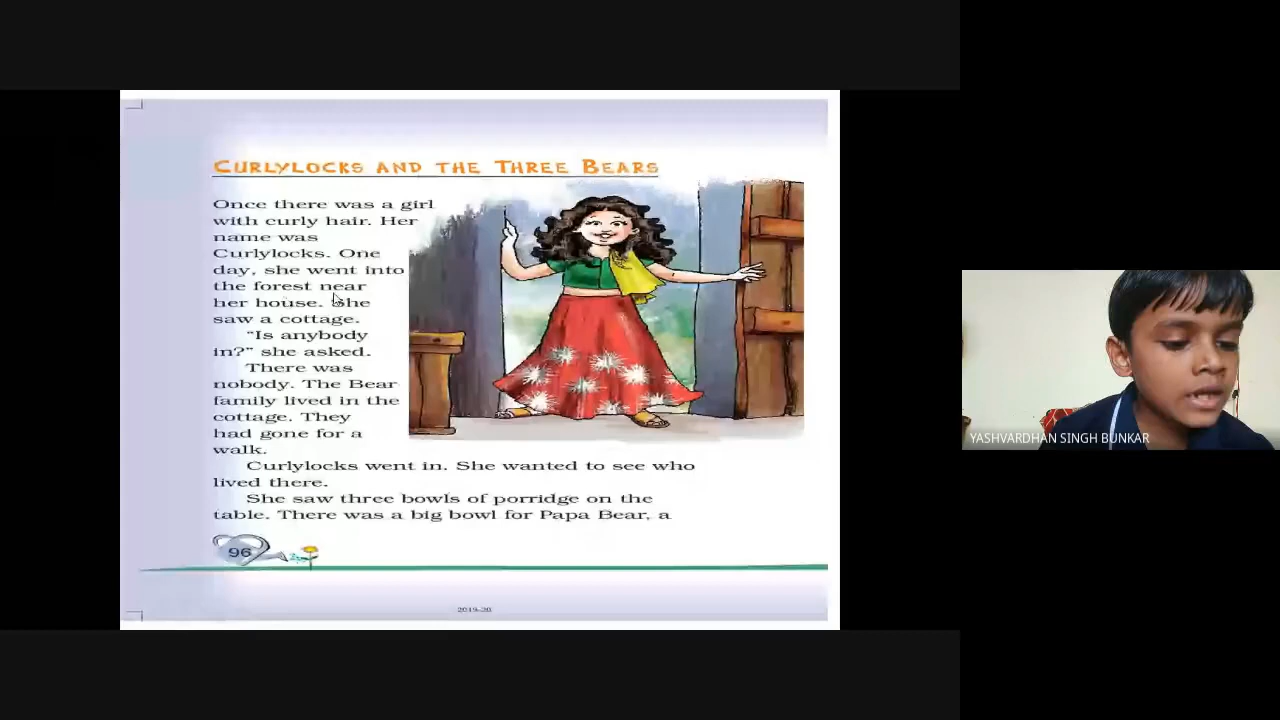 CURLYLOCKS AND THE THREE BEARS
Once there was a girl
with curly hair. Her
name was
Curlylocks. One
day, she went into
the forest near
her house. She
saw a cottage.
"Is anybody
in?" she asked.
There was
nobody. The Bear
family lived in the
cottage. They
had gone for a
walk.
Curlylocks went in. She wanted to see who
lived there.
She saw three bowls of porridge on the
table. There was a big bowl for Papa Bear, a
96
2019-20
YASHVARDHAN SINGH BUNKAR